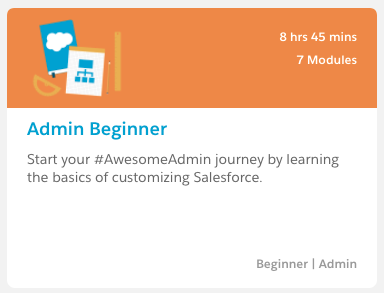 8 hrs 45 mins
7 Modules
Admin Beginner
Start your #AwesomeAdmin journey by learning
the basics of customizing Salesforce.
Beginner | Admin